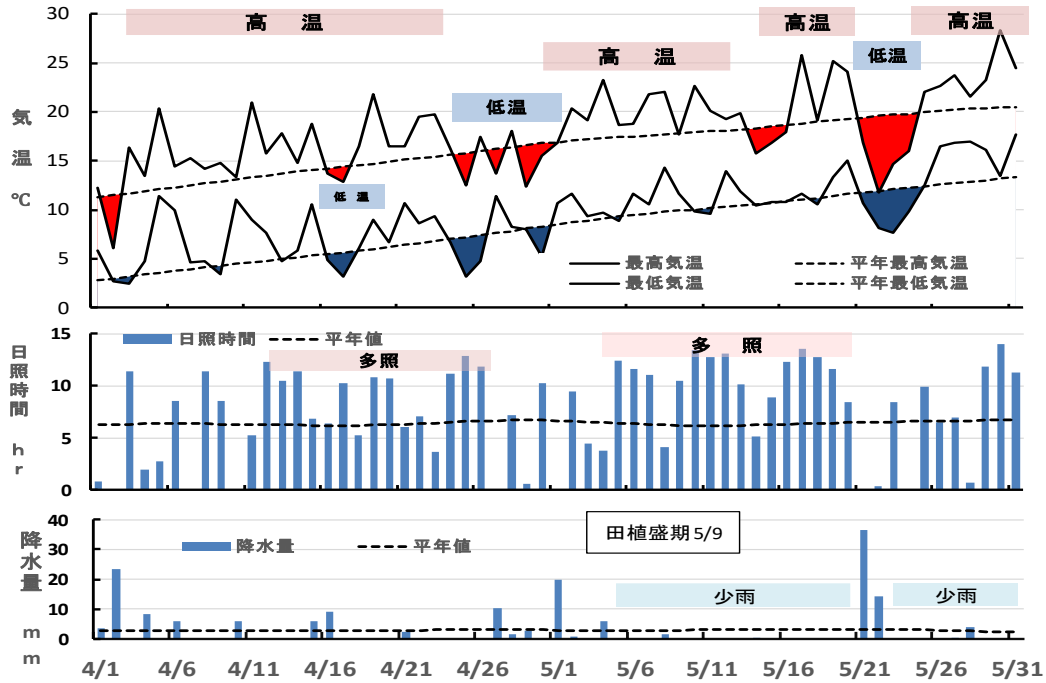 30
25
20
15
10
5
0
気温 ℃
高 温
低温
高 温
高温
低温
高温
低 温
最高気温
平年最高気温
最低気温
平年最低気温
15
10
5
0
日照時間 hr
日照時間
平年値
多照
多 照
40
30
20
10
0
降水量 mm
降水量
平年値
田植盛期5/9
少雨
少雨
4/1 4/6 4/11 4/16 4/21 4/26 5/1 5/6 5/11 5/16 5/21 5/26 5/31